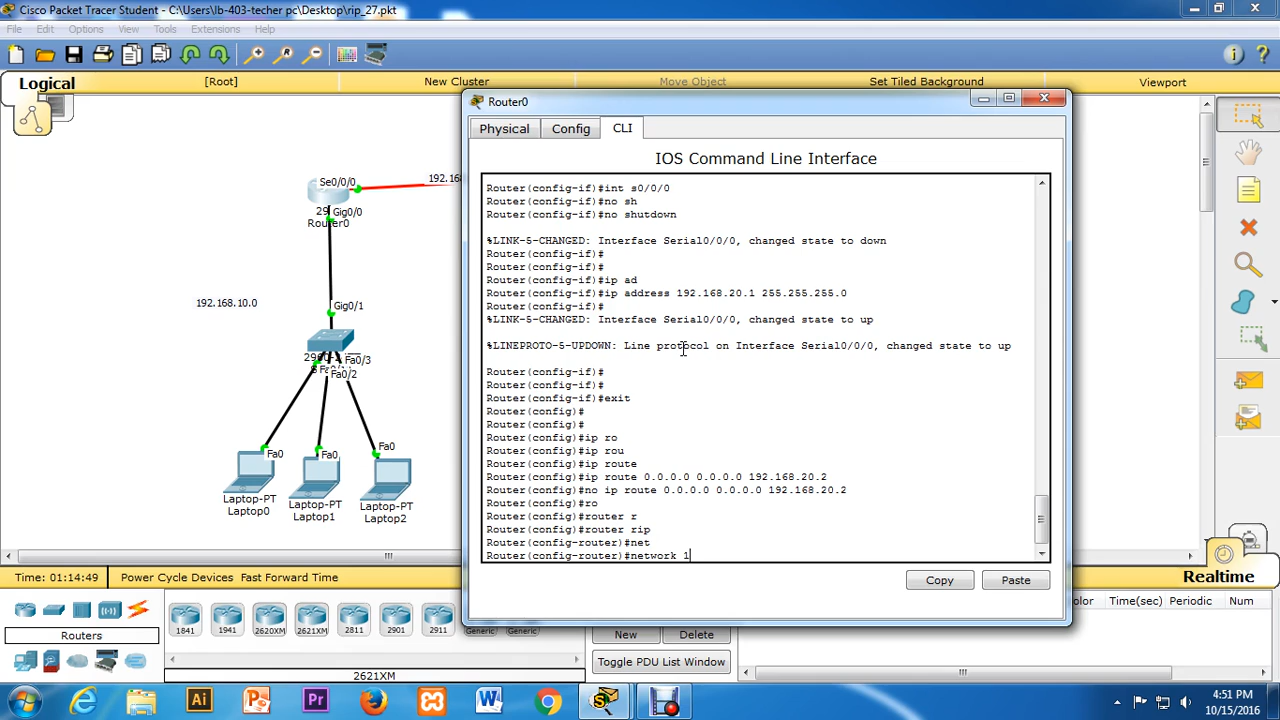 Cisco Packet Tracer Student - C:\Users\lb-403-techer pc\Desktop\rip_27.pkt
File Edit Options View Tools Extensions Help
Logical [Root] New Cluster Move Object Set Tiled Background Viewport
Router0
Physical Config CLI
IOS Command Line Interface
Router(config-if)#int s0/0/0
Router(config-if)#no sh
Router(config-if)#no shutdown
%LINK-5-CHANGED: Interface Serial0/0/0, changed state to down
Router(config-if)#
Router(config-if)#
Router(config-if)#ip ad
Router(config-if)#ip address 192.168.20.1 255.255.255.0
Router(config-if)#
%LINK-5-CHANGED: Interface Serial0/0/0, changed state to up
%LINEPROTO-5-UPDOWN: Line protocol on Interface Serial0/0/0, changed state to up
Router(config-if)#
Router(config-if)#
Router(config-if)#exit
Router(config)#
Router(config)#
Router(config)#ip ro
Router(config)#ip rou
Router(config)#ip route
Router(config)#ip route 0.0.0.0 0.0.0.0 192.168.20.2
Router(config)#no ip route 0.0.0.0 0.0.0.0 192.168.20.2
Router(config)#ro
Router(config)#router r
Router(config)#router rip
Router(config-router)#net
Router(config-router)#network 1
Copy Paste
Se0/0/0
192.16
Gig0/0
29
Router0
192.168.10.0
Gig0/1
Fa0/3
Fa0/2
Fa0 Fa0 Fa0
Laptop-PT
Laptop0
Laptop-PT
Laptop1
Laptop-PT
Laptop2
Time: 01:14:49 Power Cycle Devices Fast Forward Time
Realtime
Routers
1841 1941 2620XM 2621XM 2811 2901 2911 Generic Generic
2621XM
New Delete
Toggle PDU List Window
olor Time(sec) Periodic Num
4:51 PM
10/15/2016